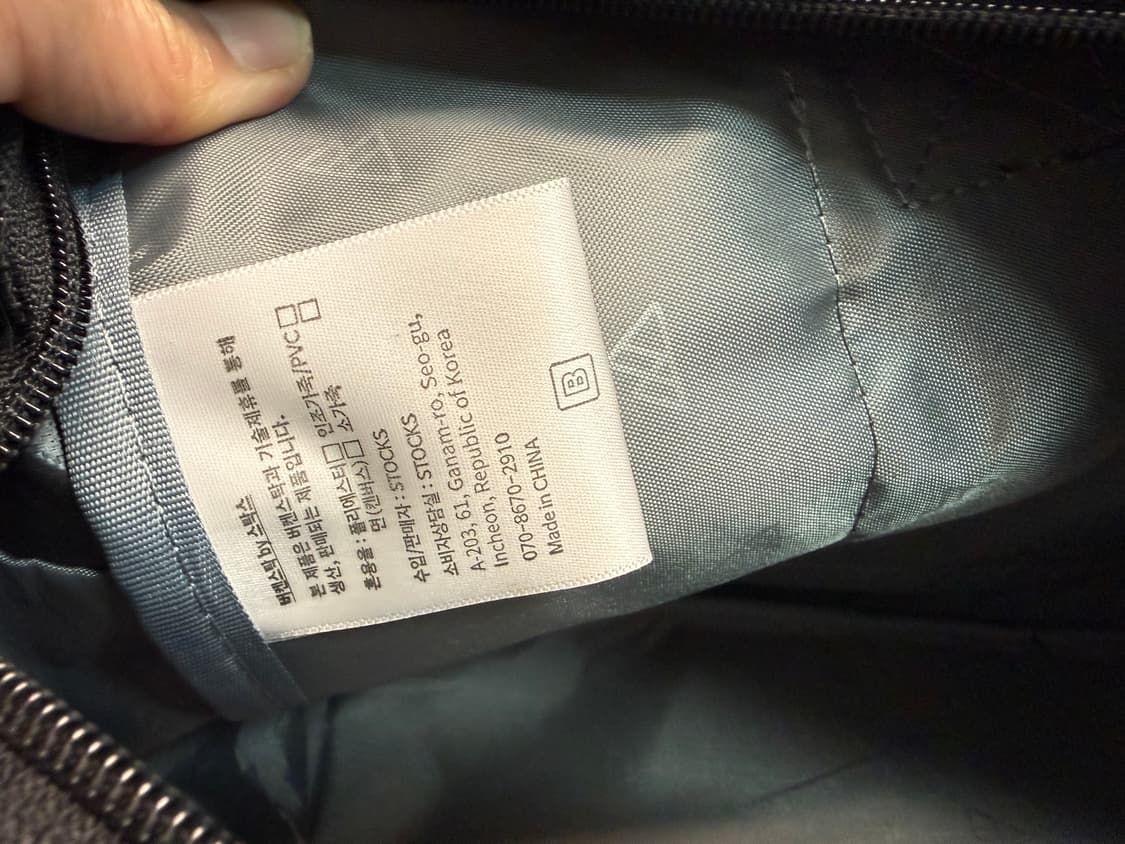 버켄스탁 바이 스탁스
본 제품은 버켄스탁과 기술제휴를 통해
생산, 판매되는 제품입니다.
혼용율 : 폴리에스터□ 인조가죽/PVC□
면(캔버스)□ 소가죽 □
수입/판매자 : STOCKS
소비자상담실 : STOCKS
A-203, 61, Ganam-ro, Seo-gu,
Incheon, Republic of Korea
070-8670-2910
Made in CHINA
B